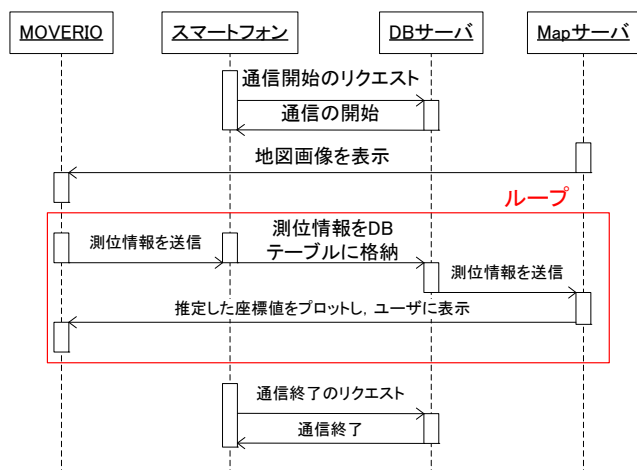 MOVERIO
スマートフォン
DBサーバ
Mapサーバ
通信開始のリクエスト
通信の開始
地図画像を表示
ループ
測位情報を送信
測位情報をDB
テーブルに格納
測位情報を送信
推定した座標値をプロットし，ユーザに表示
通信終了のリクエスト
通信終了